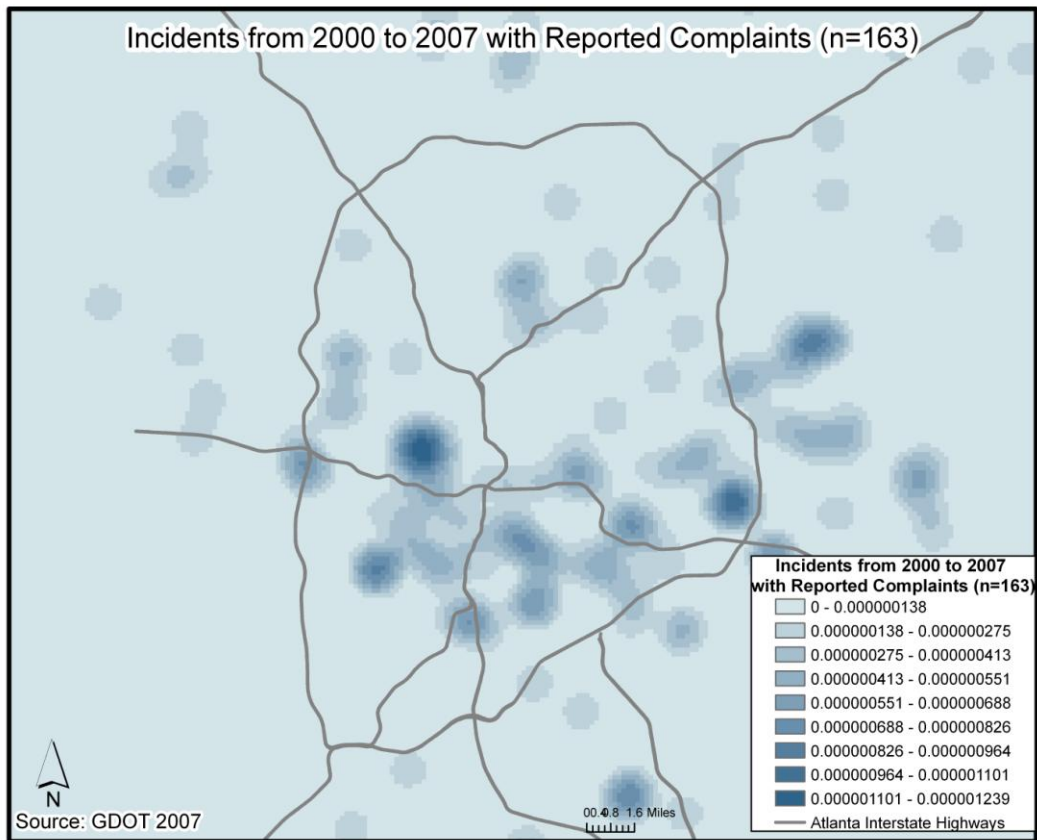 Incidents from 2000 to 2007 with Reported Complaints (n=163)
Incidents from 2000 to 2007
with Reported Complaints (n=163)
0 - 0.000000138
0.000000138 - 0.000000275
0.000000275 - 0.000000413
0.000000413 - 0.000000551
0.000000551 - 0.000000688
0.000000688 - 0.000000826
0.000000826 - 0.000000964
0.000000964 - 0.000001101
0.000001101 - 0.000001239
Atlanta Interstate Highways
N
Source: GDOT 2007
0.8 1.6 Miles